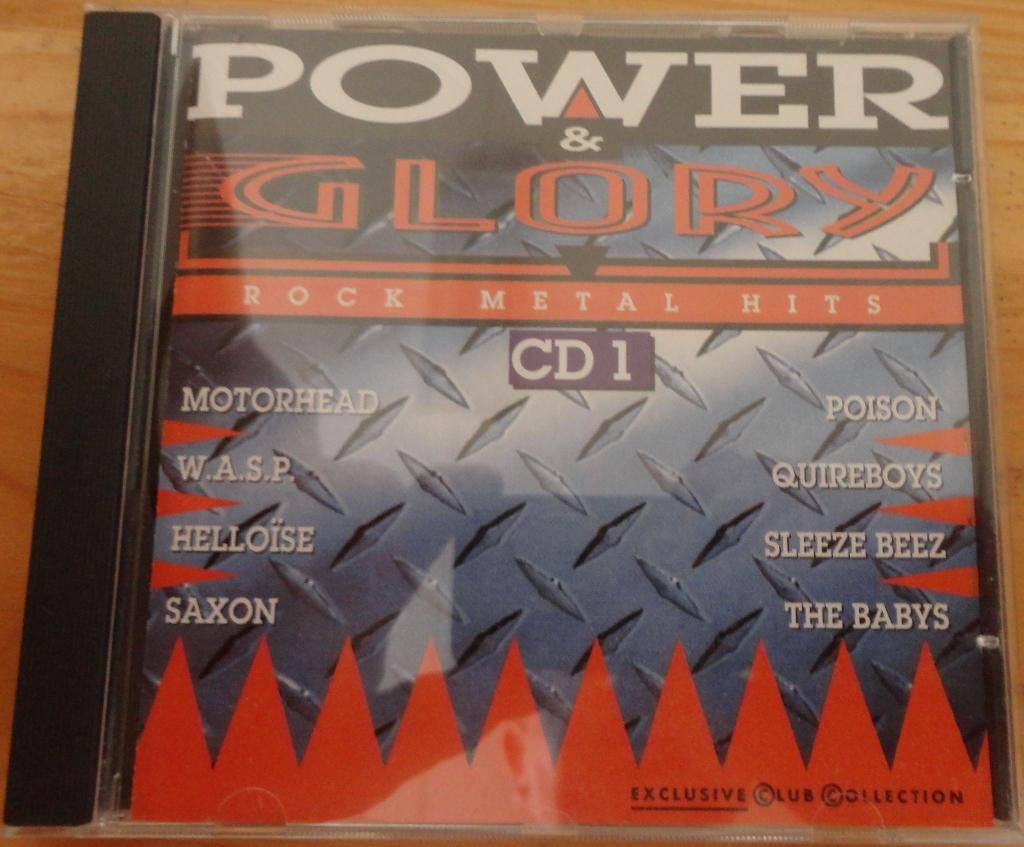 POWER
&
GLORY
ROCK METAL HITS
CD 1
MOTORHEAD
W.A.S.P.
HELLOÏSE
SAXON
POISON
QUIREBOYS
SLEEZE BEEZ
THE BABYS
EXCLUSIVE CLUB COLLECTION